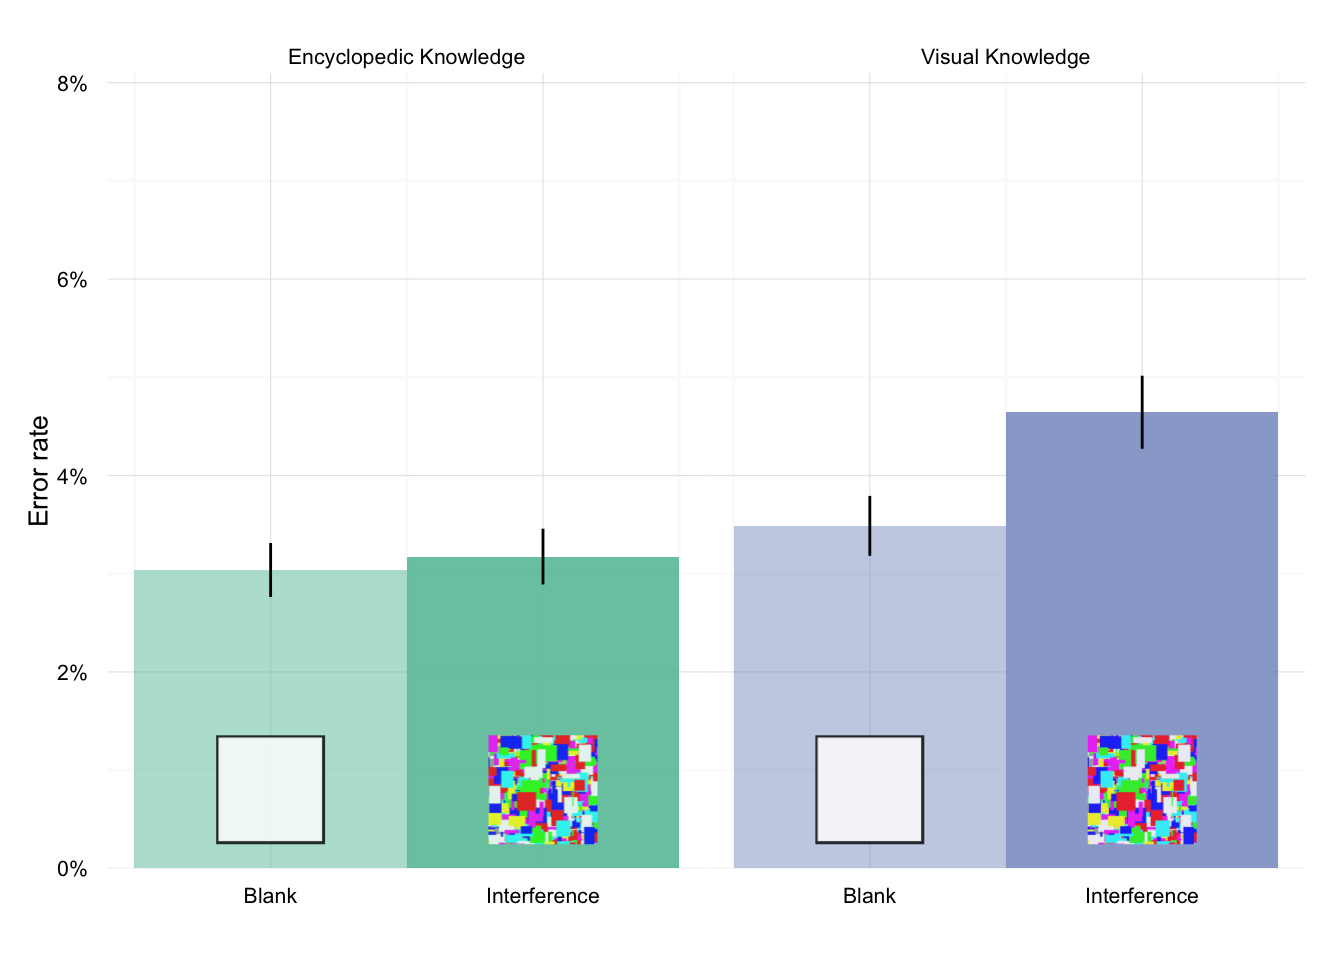 Encyclopedic Knowledge
Visual Knowledge
8%
6%
4%
2%
0%
Error rate
Blank
Interference
Blank
Interference